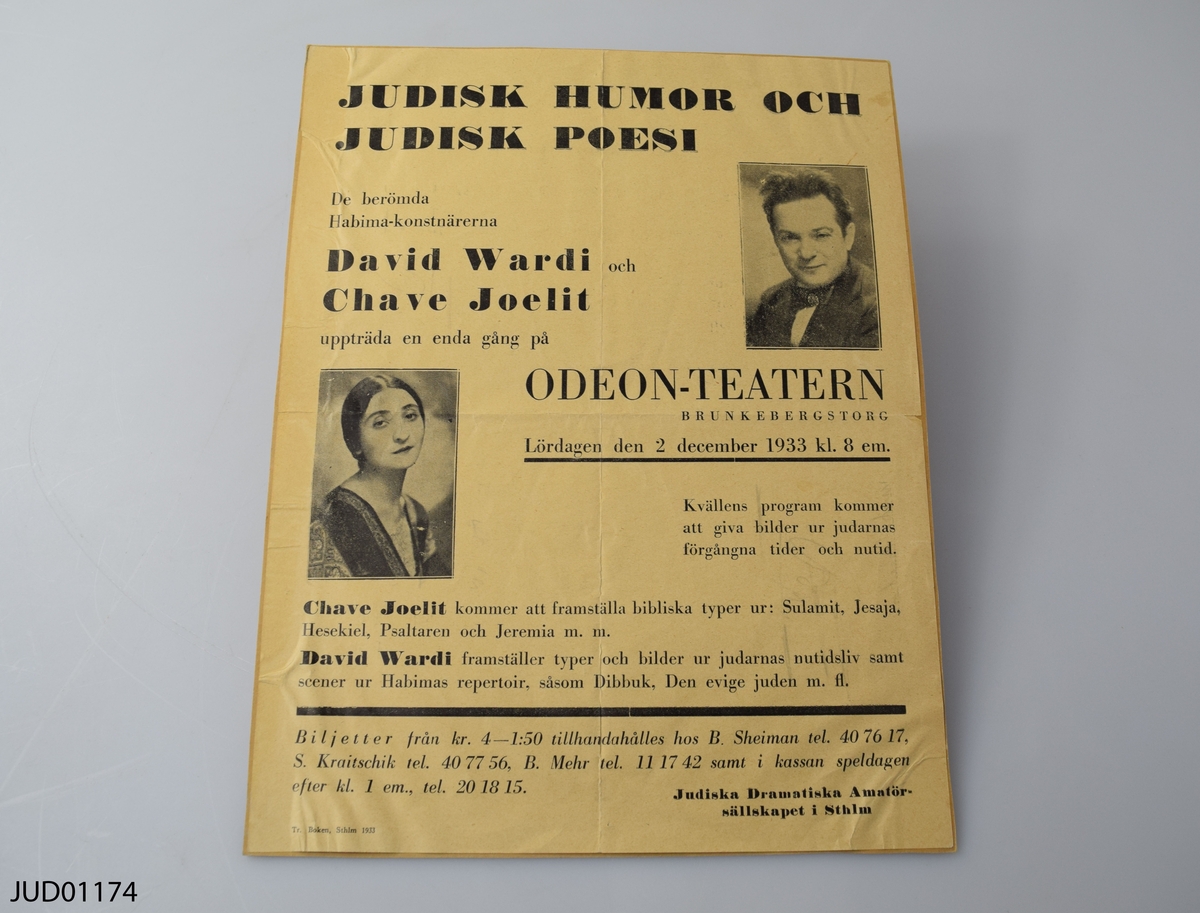 JUDISK HUMOR OCH
JUDISK POESI
De berömda
Habima-konstnärerna
David Wardi och
Chave Joelit
uppträda en enda gång på
ODEON-TEATERN
BRUNKEBERGSTORG
Lördagen den 2 december 1933 kl. 8 em.
Kvällens program kommer
att giva bilder ur judarnas
förgångna tider och nutid.
Chave Joelit kommer att framställa bibliska typer ur: Sulamit, Jesaja,
Hesekiel, Psaltaren och Jeremia m. m.
David Wardi framställer typer och bilder ur judarnas nutidsliv samt
scener ur Habimas repertoir, såsom Dibbuk, Den evige juden m. fl.
Biljetter från kr. 4—1:50 tillhandahålles hos B. Sheiman tel. 40 76 17,
S. Kraitschik tel. 40 77 56, B. Mehr tel. 11 17 42 samt i kassan speldagen
efter kl. 1 em., tel. 20 18 15.
Judiska Dramatiska Amatör-
sällskapet i Sthlm
Tr. Boken, Sthlm 1933
JUD01174